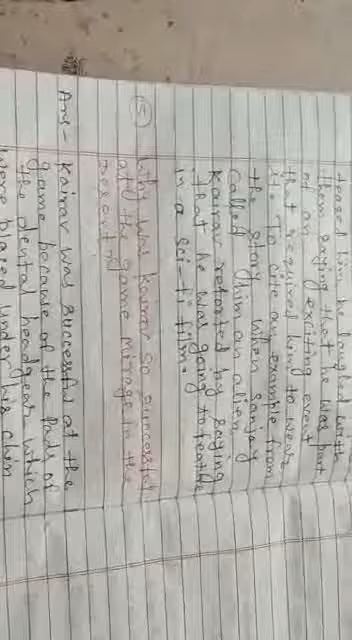 teased him he laughed with
them saying that he was part
of an exciting event
that required him to wear
it. To cite an example from
the story when Sanjay
called him an alien,
Kairav retorted by saying
that he was going to feature
in a sci-fi film.
5 Why was Kairav so successful
at the game mirage in the
desert?
Ans- Kairav was successful at the
game because of the Pads of
the dental headgear which
were placed under his chin